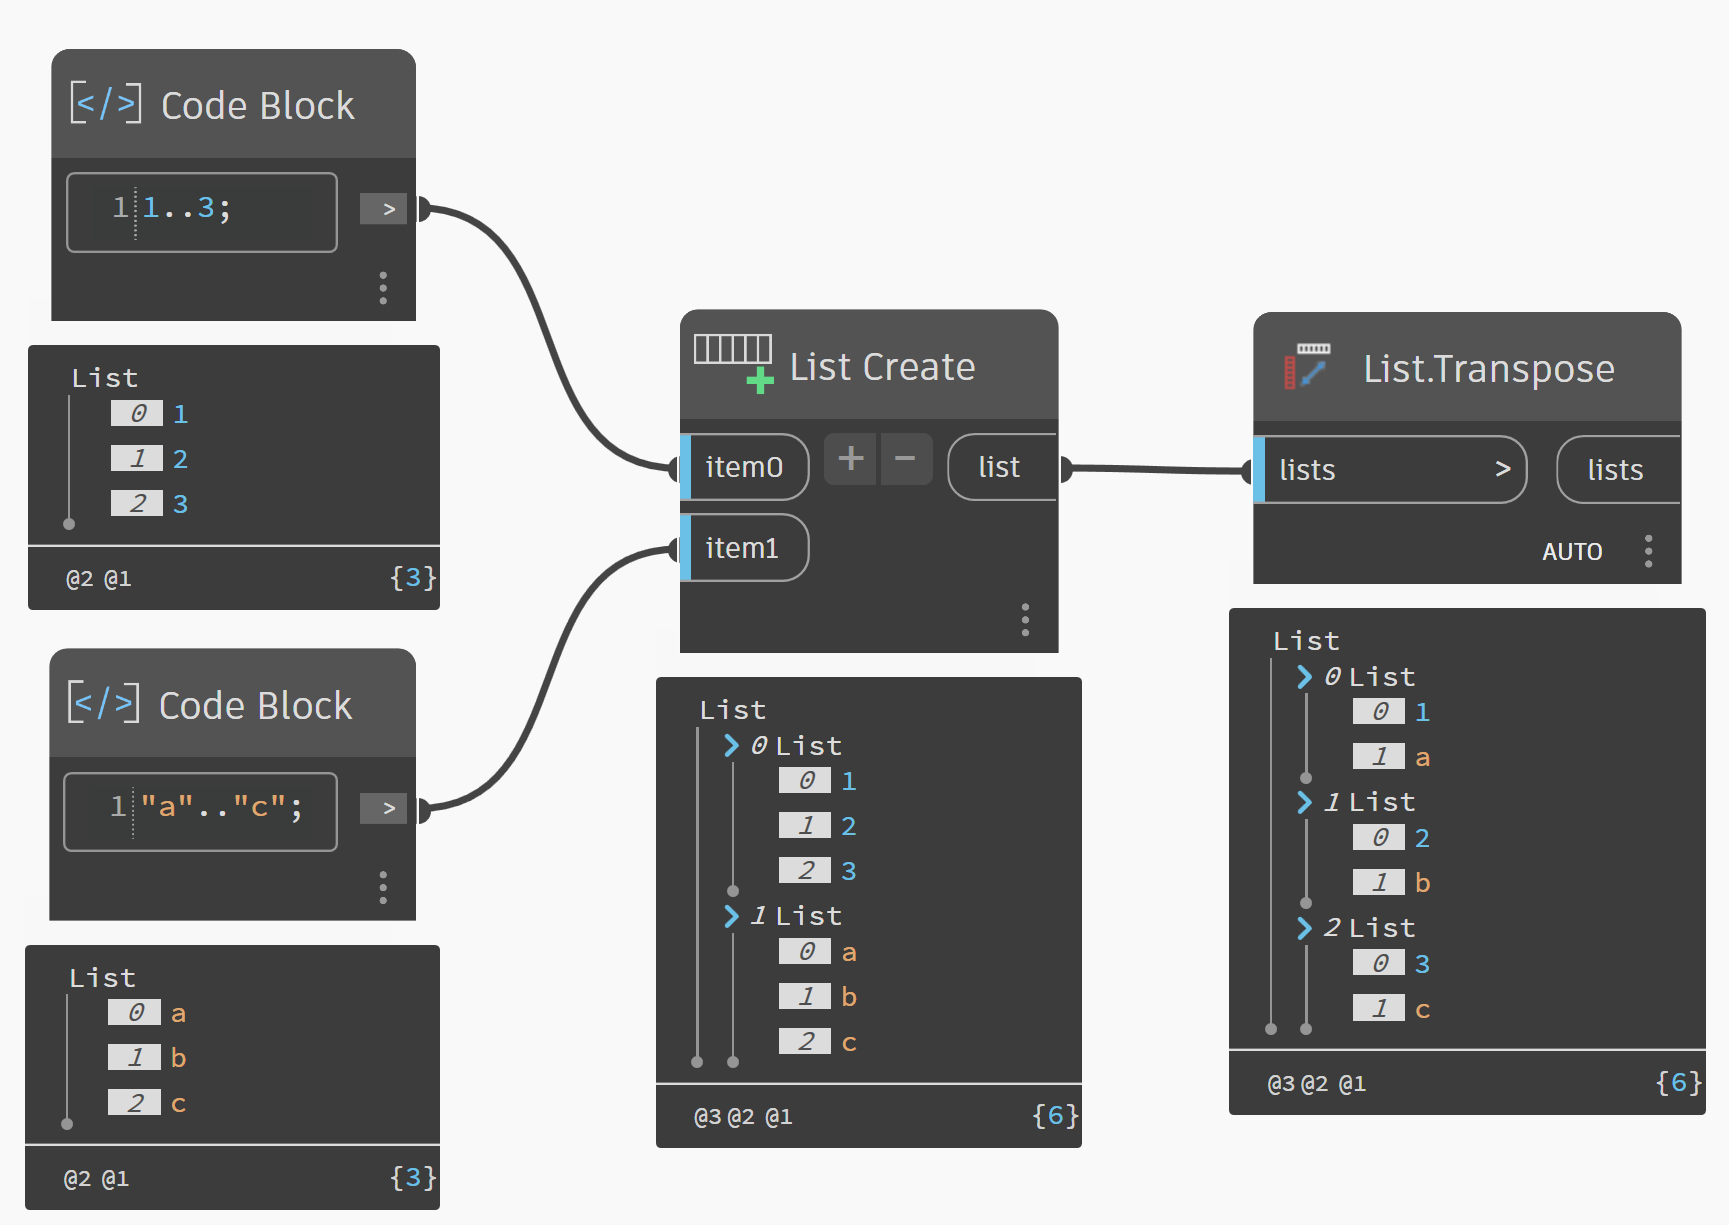 </> Code Block
1 1..3; >
List
0 1
1 2
2 3
@2 @1 {3}
</> Code Block
1 "a".."c"; >
List
0 a
1 b
2 c
@2 @1 {3}
List Create
item0 + - list
item1
List
0 List
0 1
1 2
2 3
1 List
0 a
1 b
2 c
@3 @2 @1 {6}
List.Transpose
lists > lists
AUTO
List
0 List
0 1
1 a
1 List
0 2
1 b
2 List
0 3
1 c
@3 @2 @1 {6}